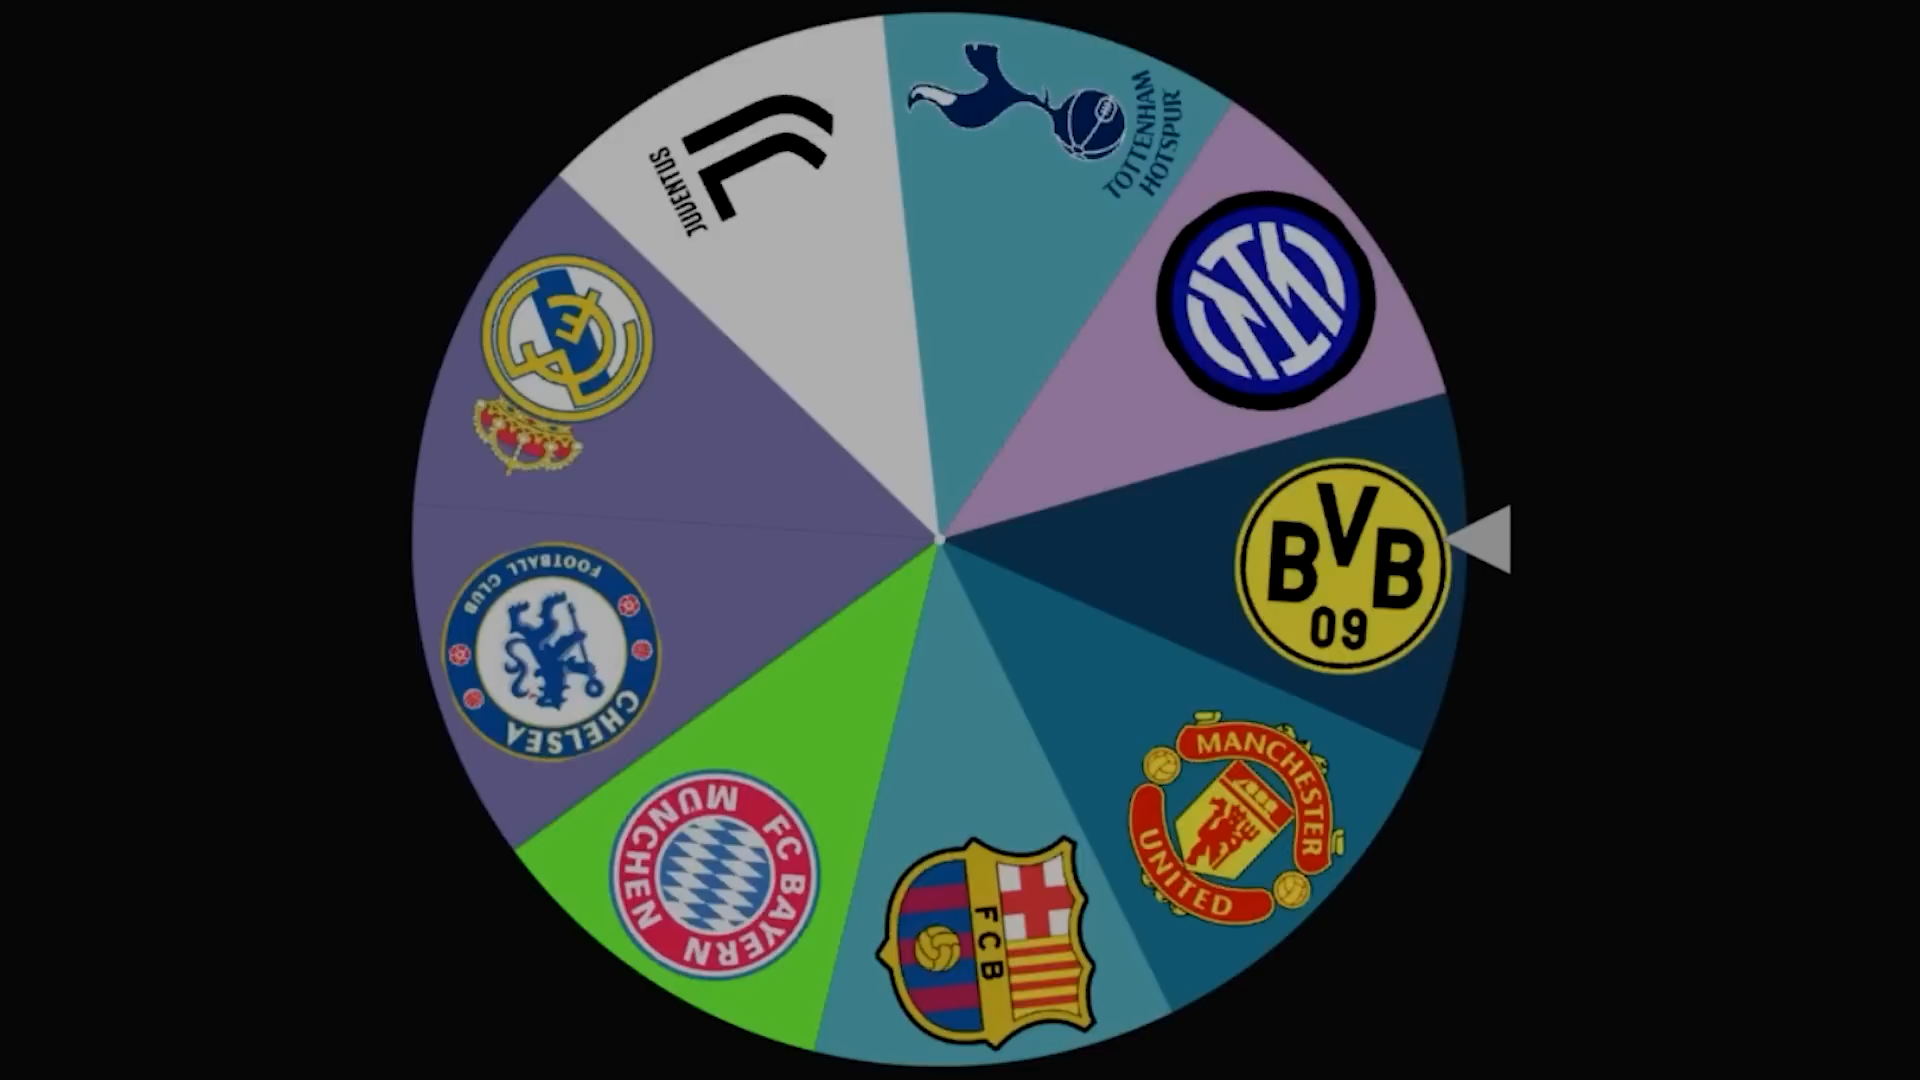 TOTTENHAM
HOTSPUR
JUVENTUS
BVB
09
FOOTBALL CLUB
CHELSEA
MANCHESTER
UNITED
FC BAYERN
MÜNCHEN
FCB